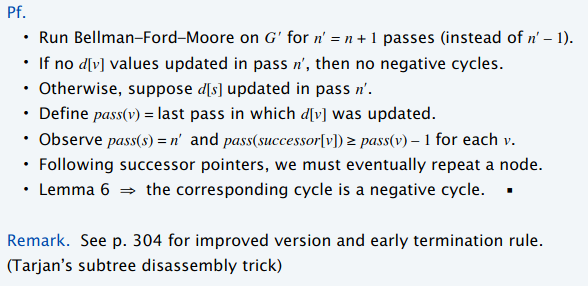 Pf.
・Run Bellman–Ford–Moore on G′ for n′ = n + 1 passes (instead of n′ – 1).
・If no d[v] values updated in pass n′, then no negative cycles.
・Otherwise, suppose d[s] updated in pass n′.
・Define pass(v) = last pass in which d[v] was updated.
・Observe pass(s) = n′ and pass(successor[v]) ≥ pass(v) – 1 for each v.
・Following successor pointers, we must eventually repeat a node.
・Lemma 6 ⇒ the corresponding cycle is a negative cycle. ▪
Remark. See p. 304 for improved version and early termination rule.
(Tarjan’s subtree disassembly trick)